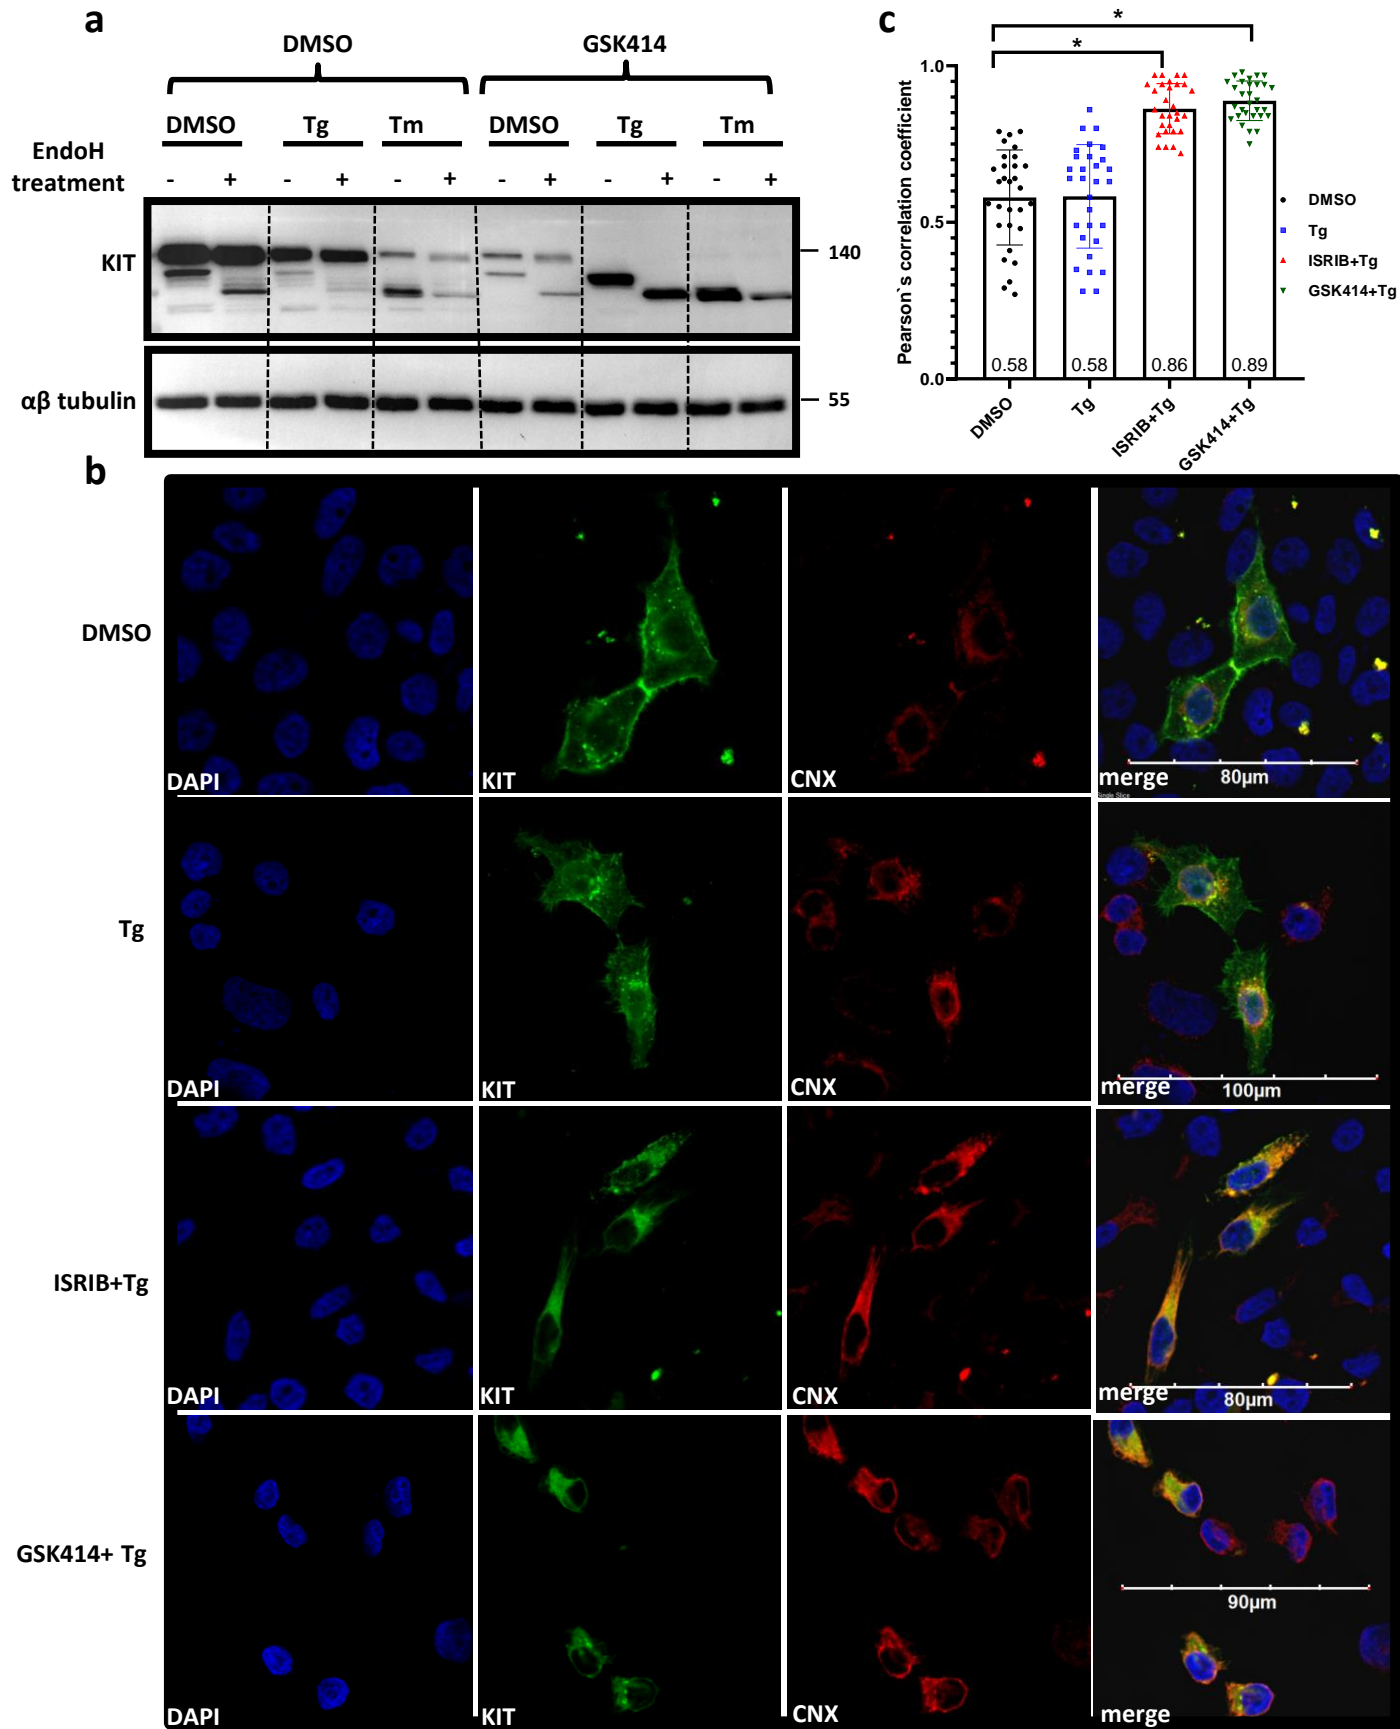 a
DMSO
GSK414
DMSO
Tg
Tm
DMSO
Tg
Tm
EndoH
treatment
- + - + - + - + - + - +
KIT
140
αβ tubulin
55
c
*
*
Pearson`s correlation coefficient
1.0
0.5
0.0
0.58
0.58
0.86
0.89
DMSO
Tg
ISRIB+Tg
GSK414+Tg
DMSO
Tg
ISRIB+Tg
GSK414+Tg
b
DMSO
DAPI
KIT
CNX
merge
80µm
Single Slice
Tg
DAPI
KIT
CNX
merge
100µm
ISRIB+Tg
DAPI
KIT
CNX
merge
80µm
GSK414+ Tg
DAPI
KIT
CNX
merge
90µm